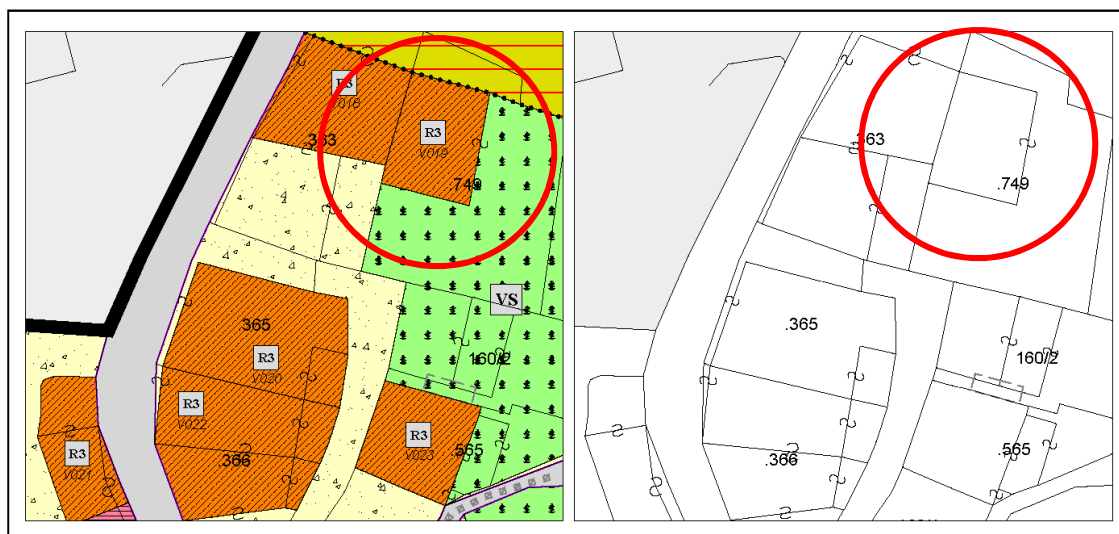 R3
V018
.363
R3
V019
.749
VS
.365
R3
V020
160/2
R3
V022
R3
V023
R3
V021
.366
.565
.363
.749
.365
160/2
.366
.565